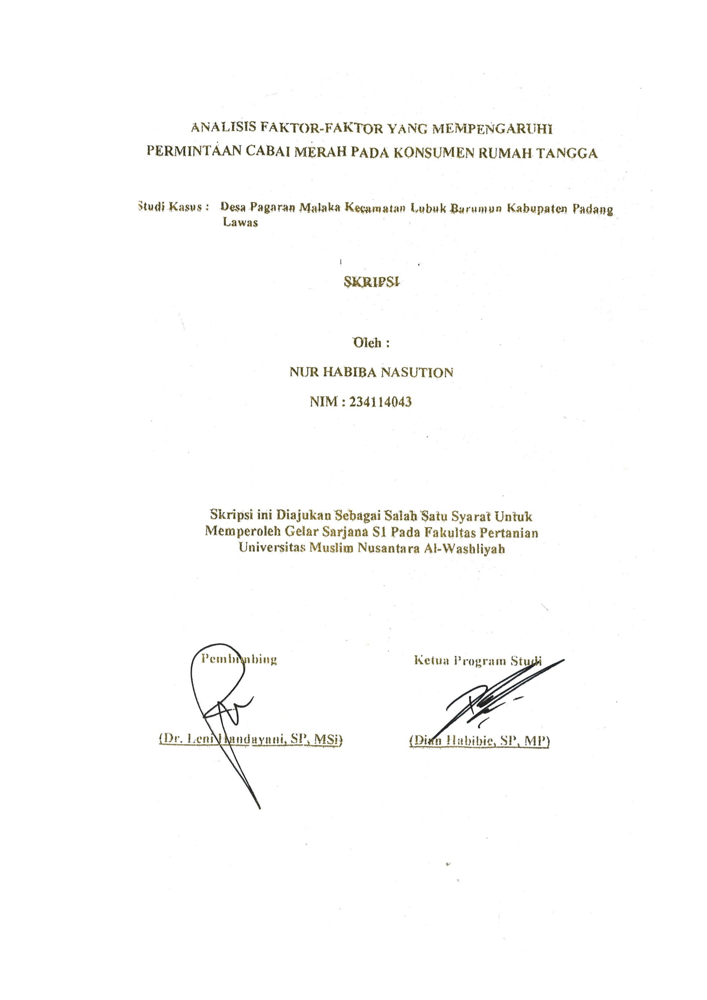 ANALISIS FAKTOR-FAKTOR YANG MEMPENGARUHI
PERMINTAAN CABAI MERAH PADA KONSUMEN RUMAH TANGGA
Studi Kasus : Desa Pagaran Malaka Kecamatan Lubuk Barumun Kabupaten Padang
Lawas
SKRIPSI
Oleh :
NUR HABIBA NASUTION
NIM : 234114043
Skripsi ini Diajukan Sebagai Salah Satu Syarat Untuk
Memperoleh Gelar Sarjana S1 Pada Fakultas Pertanian
Universitas Muslim Nusantara Al-Washliyah
Pembimbing
Ketua Program Studi
(Dr. Leni Handayani, SP, MSi)
(Dian Habibie, SP, MP)